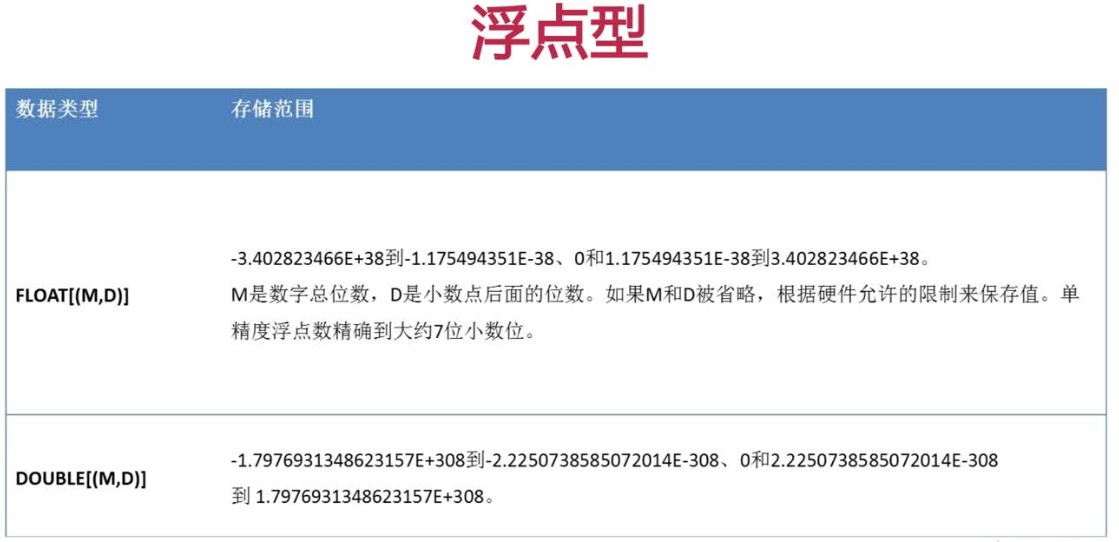 浮点型
数据类型 存储范围
-3.402823466E+38到-1.175494351E-38、0和1.175494351E-38到3.402823466E+38。
FLOAT[(M,D)] M是数字总位数，D是小数点后面的位数。如果M和D被省略，根据硬件允许的限制来保存值。单
精度浮点数精确到大约7位小数位。
-1.7976931348623157E+308到-2.2250738585072014E-308、0和2.2250738585072014E-308
DOUBLE[(M,D)]
到 1.7976931348623157E+308。